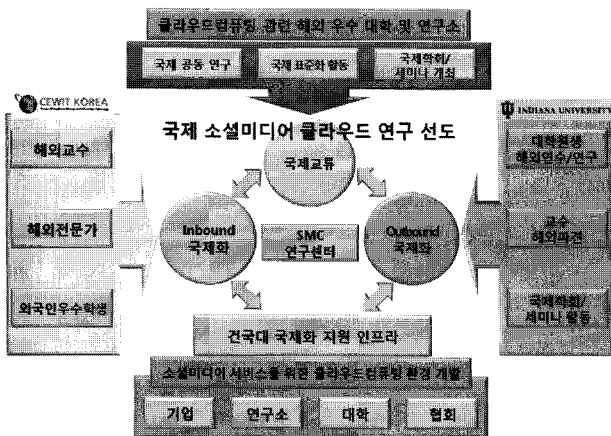 클라우드컴퓨팅 관련 해외 우수 대학 및 연구소
국제 공동 연구
국제 표준화 활동
국제학회/
세미나 개최
CEWIT KOREA
INDIANA UNIVERSITY
국제 소셜미디어 클라우드 연구 선도
해외교수
해외전문가
외국인우수학생
국제교류
Inbound
국제화
SMC
연구센터
Outbound
국제화
대학원생
해외연수/연구
교수
해외파견
국제학회/
세미나 활동
건국대 국제화 지원 인프라
소셜미디어 서비스를 위한 클라우드컴퓨팅 환경 개발
기업
연구소
대학
협회